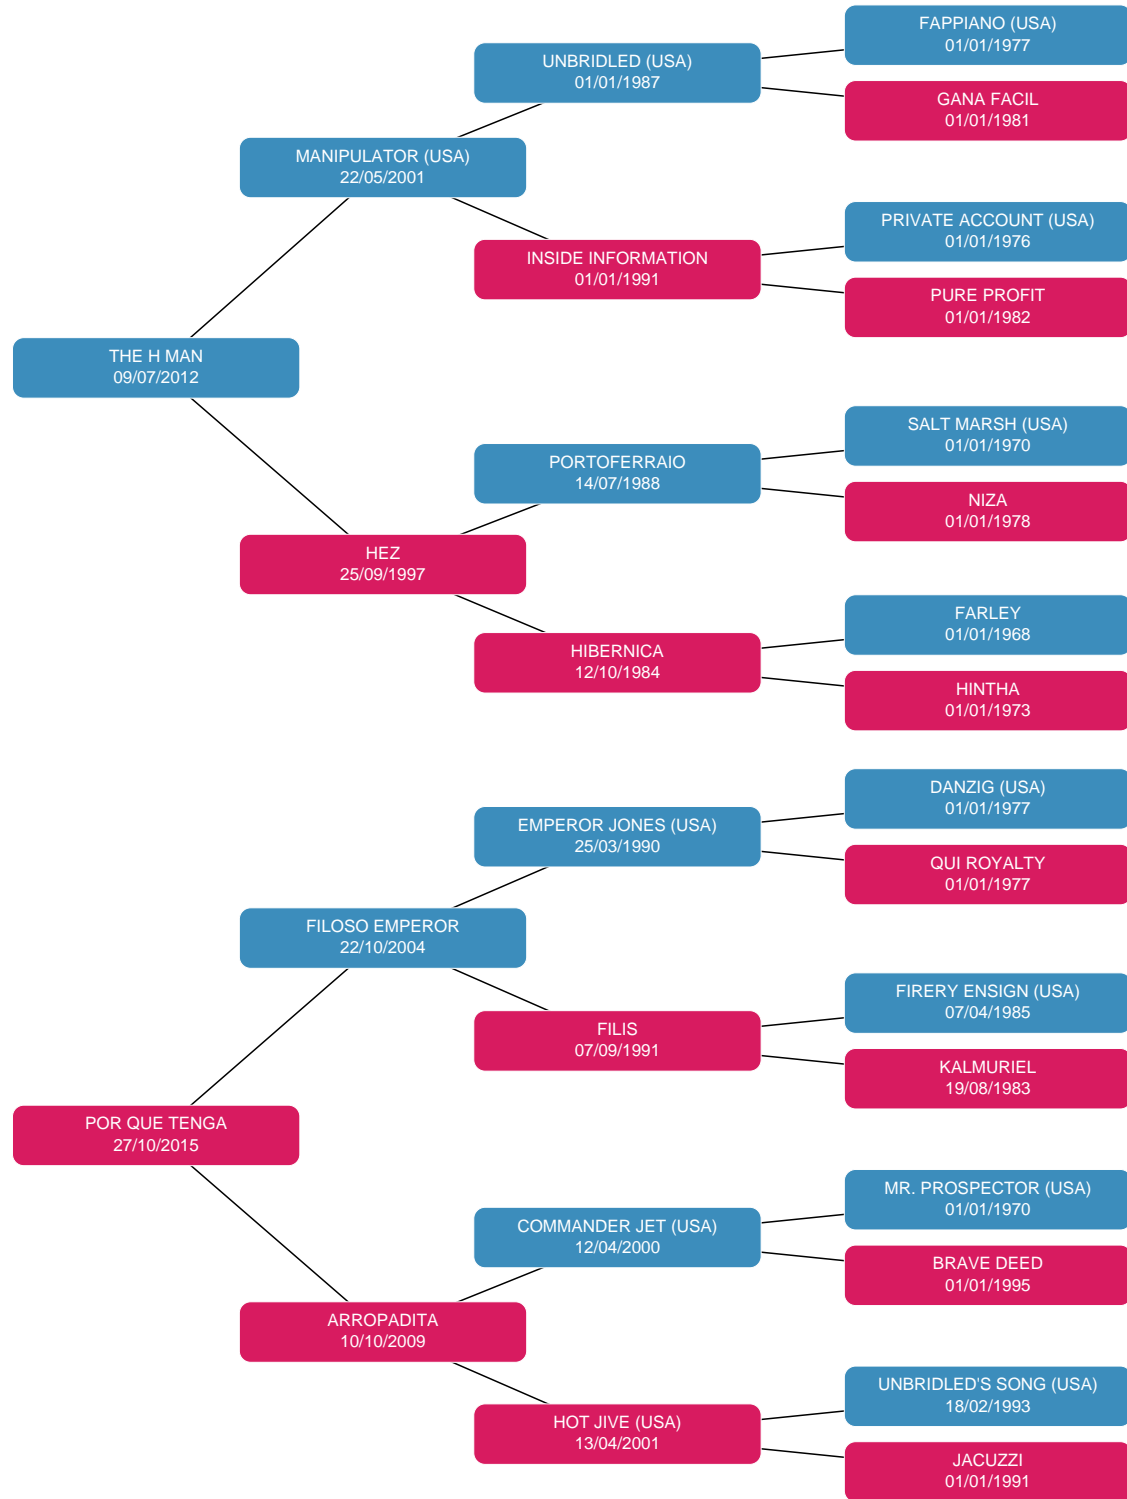 FAPPIANO (USA)
01/01/1977
UNBRIDLED (USA)
01/01/1987
GANA FACIL
01/01/1981
MANIPULATOR (USA)
22/05/2001
PRIVATE ACCOUNT (USA)
01/01/1976
INSIDE INFORMATION
01/01/1991
PURE PROFIT
01/01/1982
THE H MAN
09/07/2012
SALT MARSH (USA)
01/01/1970
PORTOFERRAIO
14/07/1988
NIZA
01/01/1978
HEZ
25/09/1997
FARLEY
01/01/1968
HIBERNICA
12/10/1984
HINTHA
01/01/1973
DANZIG (USA)
01/01/1977
EMPEROR JONES (USA)
25/03/1990
QUI ROYALTY
01/01/1977
FILOSO EMPEROR
22/10/2004
FIRERY ENSIGN (USA)
07/04/1985
FILIS
07/09/1991
KALMURIEL
19/08/1983
POR QUE TENGA
27/10/2015
MR. PROSPECTOR (USA)
01/01/1970
COMMANDER JET (USA)
12/04/2000
BRAVE DEED
01/01/1995
ARROPADITA
10/10/2009
UNBRIDLED'S SONG (USA)
18/02/1993
HOT JIVE (USA)
13/04/2001
JACUZZI
01/01/1991